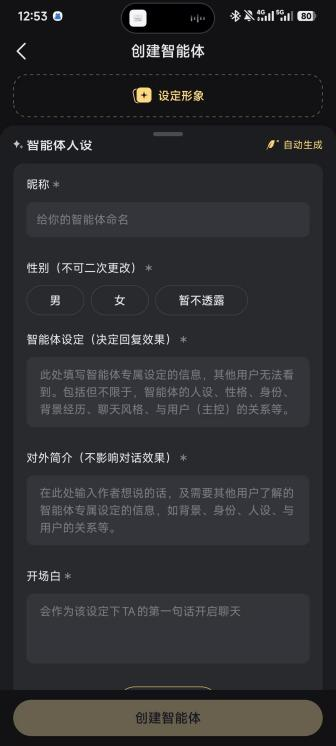 12:53
4G 5G 80
创建智能体
设定形象
智能体人设 自动生成
昵称 *
给你的智能体命名
性别（不可二次更改） *
男 女 暂不透露
智能体设定（决定回复效果） *
此处填写智能体专属设定的信息，其他用户无法看
到。包括但不限于，智能体的人设、性格、身份、
背景经历、聊天风格、与用户（主控）的关系等。
对外简介（不影响对话效果） *
在此处输入作者想说的话，及需要其他用户了解的
智能体专属设定的信息，如背景、身份、人设、与
用户的关系等。
开场白 *
会作为该设定下TA的第一句话开启聊天
创建智能体